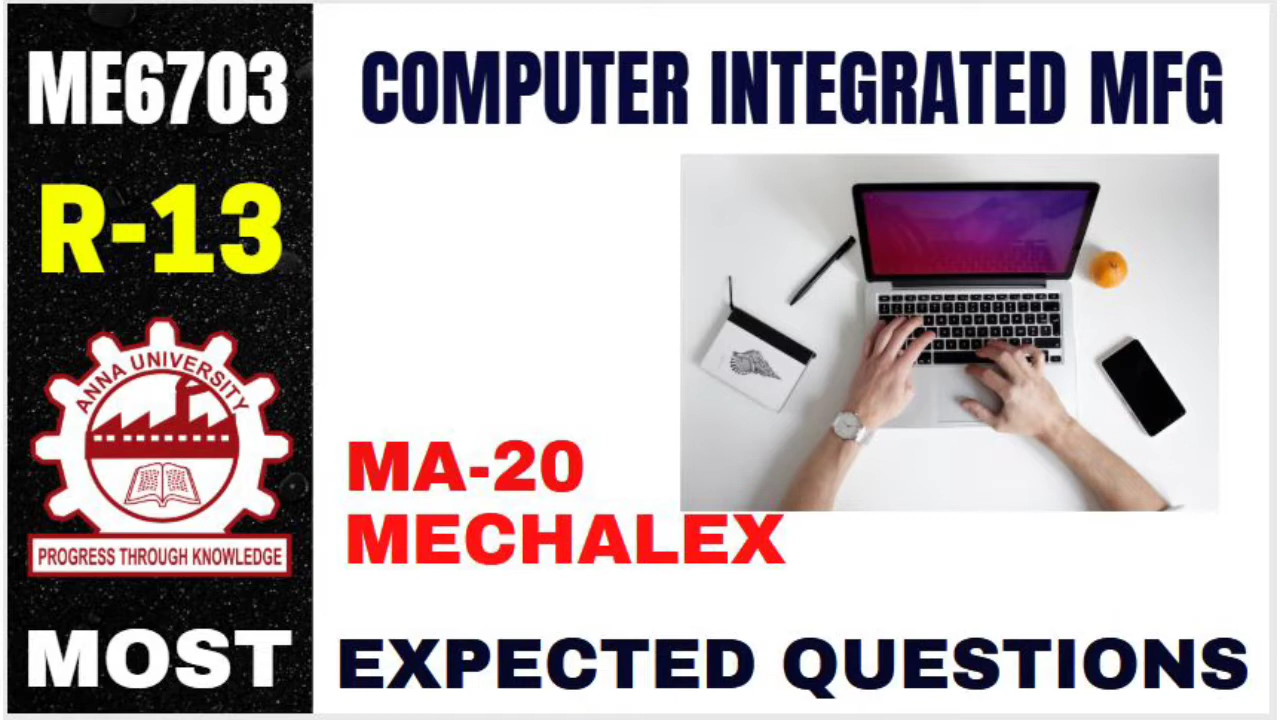 ME6703
COMPUTER INTEGRATED MFG
R-13
ANNA UNIVERSITY
PROGRESS THROUGH KNOWLEDGE
MA-20
MECHALEX
MOST EXPECTED QUESTIONS